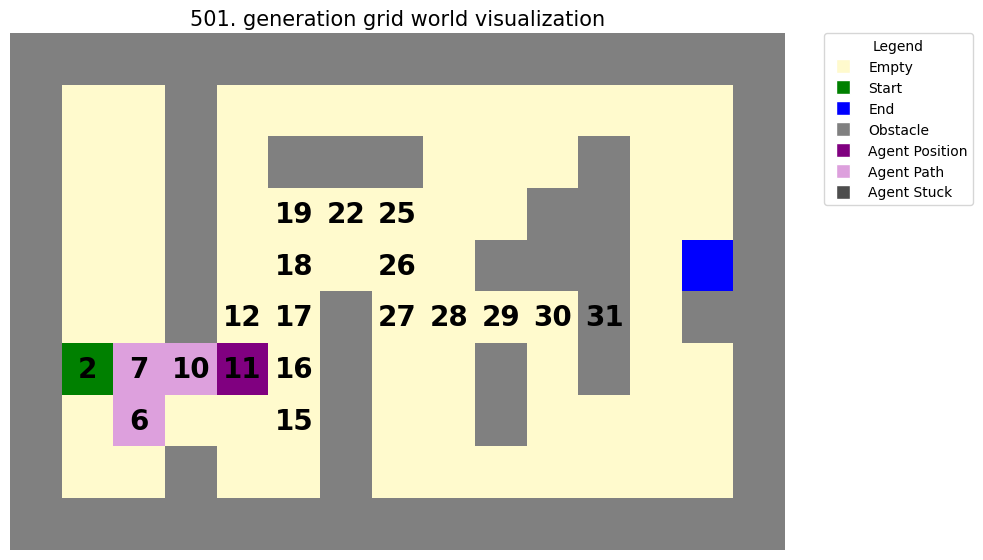 501. generation grid world visualization
Legend
Empty
Start
End
Obstacle
Agent Position
Agent Path
Agent Stuck
19 22 25
18 26
12 17 27 28 29 30 31
2 7 10 11 16
6 15